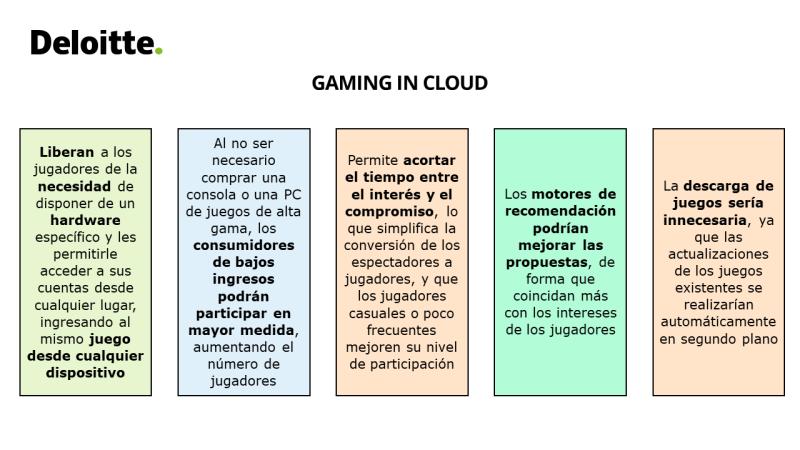 Deloitte.
GAMING IN CLOUD
Liberan a los
jugadores de la
necesidad de
disponer de un
hardware
específico y les
permitirle
acceder a sus
cuentas desde
cualquier lugar,
ingresando al
mismo juego
desde cualquier
dispositivo
Al no ser
necesario
comprar una
consola o una PC
de juegos de alta
gama, los
consumidores
de bajos
ingresos
podrán
participar en
mayor medida,
aumentando el
número de
jugadores
Permite acortar
el tiempo entre
el interés y el
compromiso, lo
que simplifica la
conversión de los
espectadores a
jugadores, y que
los jugadores
casuales o poco
frecuentes
mejoren su nivel
de participación
Los motores de
recomendación
podrían
mejorar las
propuestas, de
forma que
coincidan más
con los intereses
de los jugadores
La descarga de
juegos sería
innecesaria, ya
que las
actualizaciones
de los juegos
existentes se
realizarían
automáticamente
en segundo plano